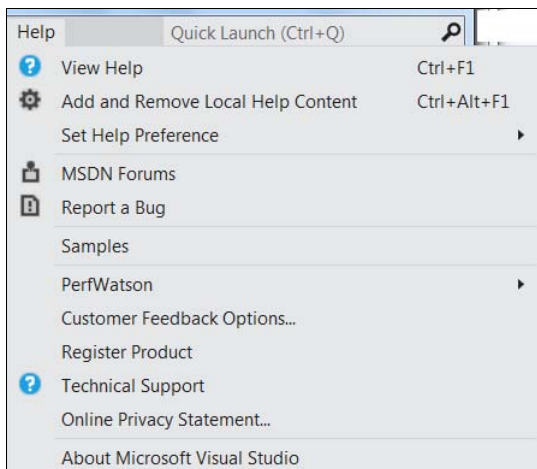 Help Quick Launch (Ctrl+Q)
View Help Ctrl+F1
Add and Remove Local Help Content Ctrl+Alt+F1
Set Help Preference
MSDN Forums
Report a Bug
Samples
PerfWatson
Customer Feedback Options...
Register Product
Technical Support
Online Privacy Statement...
About Microsoft Visual Studio